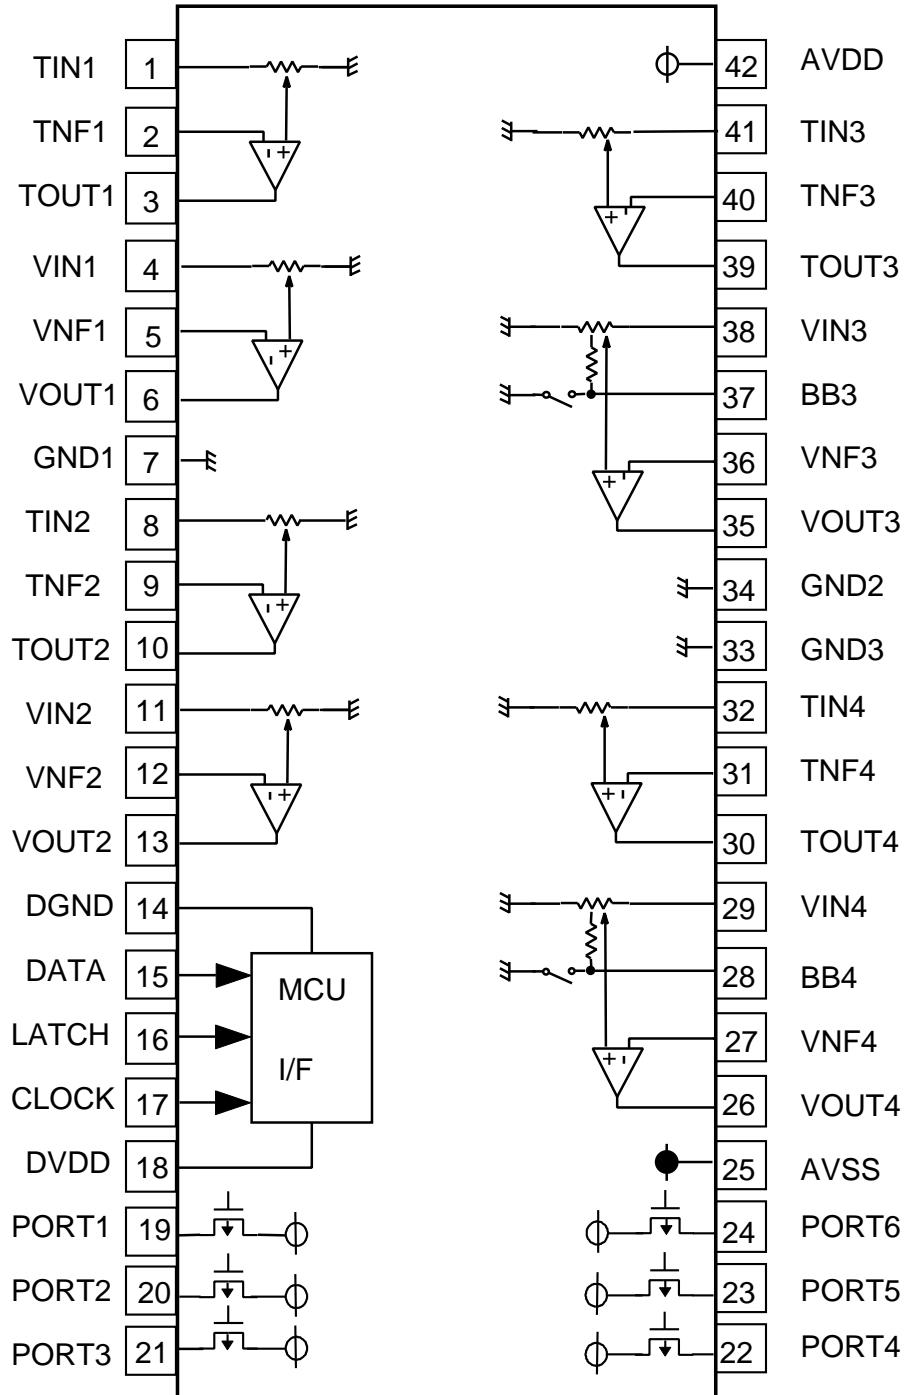 TIN1 1
TNF1 2
- +
TOUT1 3
VIN1 4
VNF1 5
- +
VOUT1 6
GND1 7
TIN2 8
TNF2 9
- +
TOUT2 10
VIN2 11
VNF2 12
- +
VOUT2 13
DGND 14
DATA 15
LATCH 16
CLOCK 17
MCU
I/F
DVDD 18
PORT1 19
PORT2 20
PORT3 21
42 AVDD
41 TIN3
40 TNF3
+ -
39 TOUT3
38 VIN3
37 BB3
36 VNF3
+ -
35 VOUT3
34 GND2
33 GND3
32 TIN4
31 TNF4
+ -
30 TOUT4
29 VIN4
28 BB4
27 VNF4
+ -
26 VOUT4
25 AVSS
24 PORT6
23 PORT5
22 PORT4